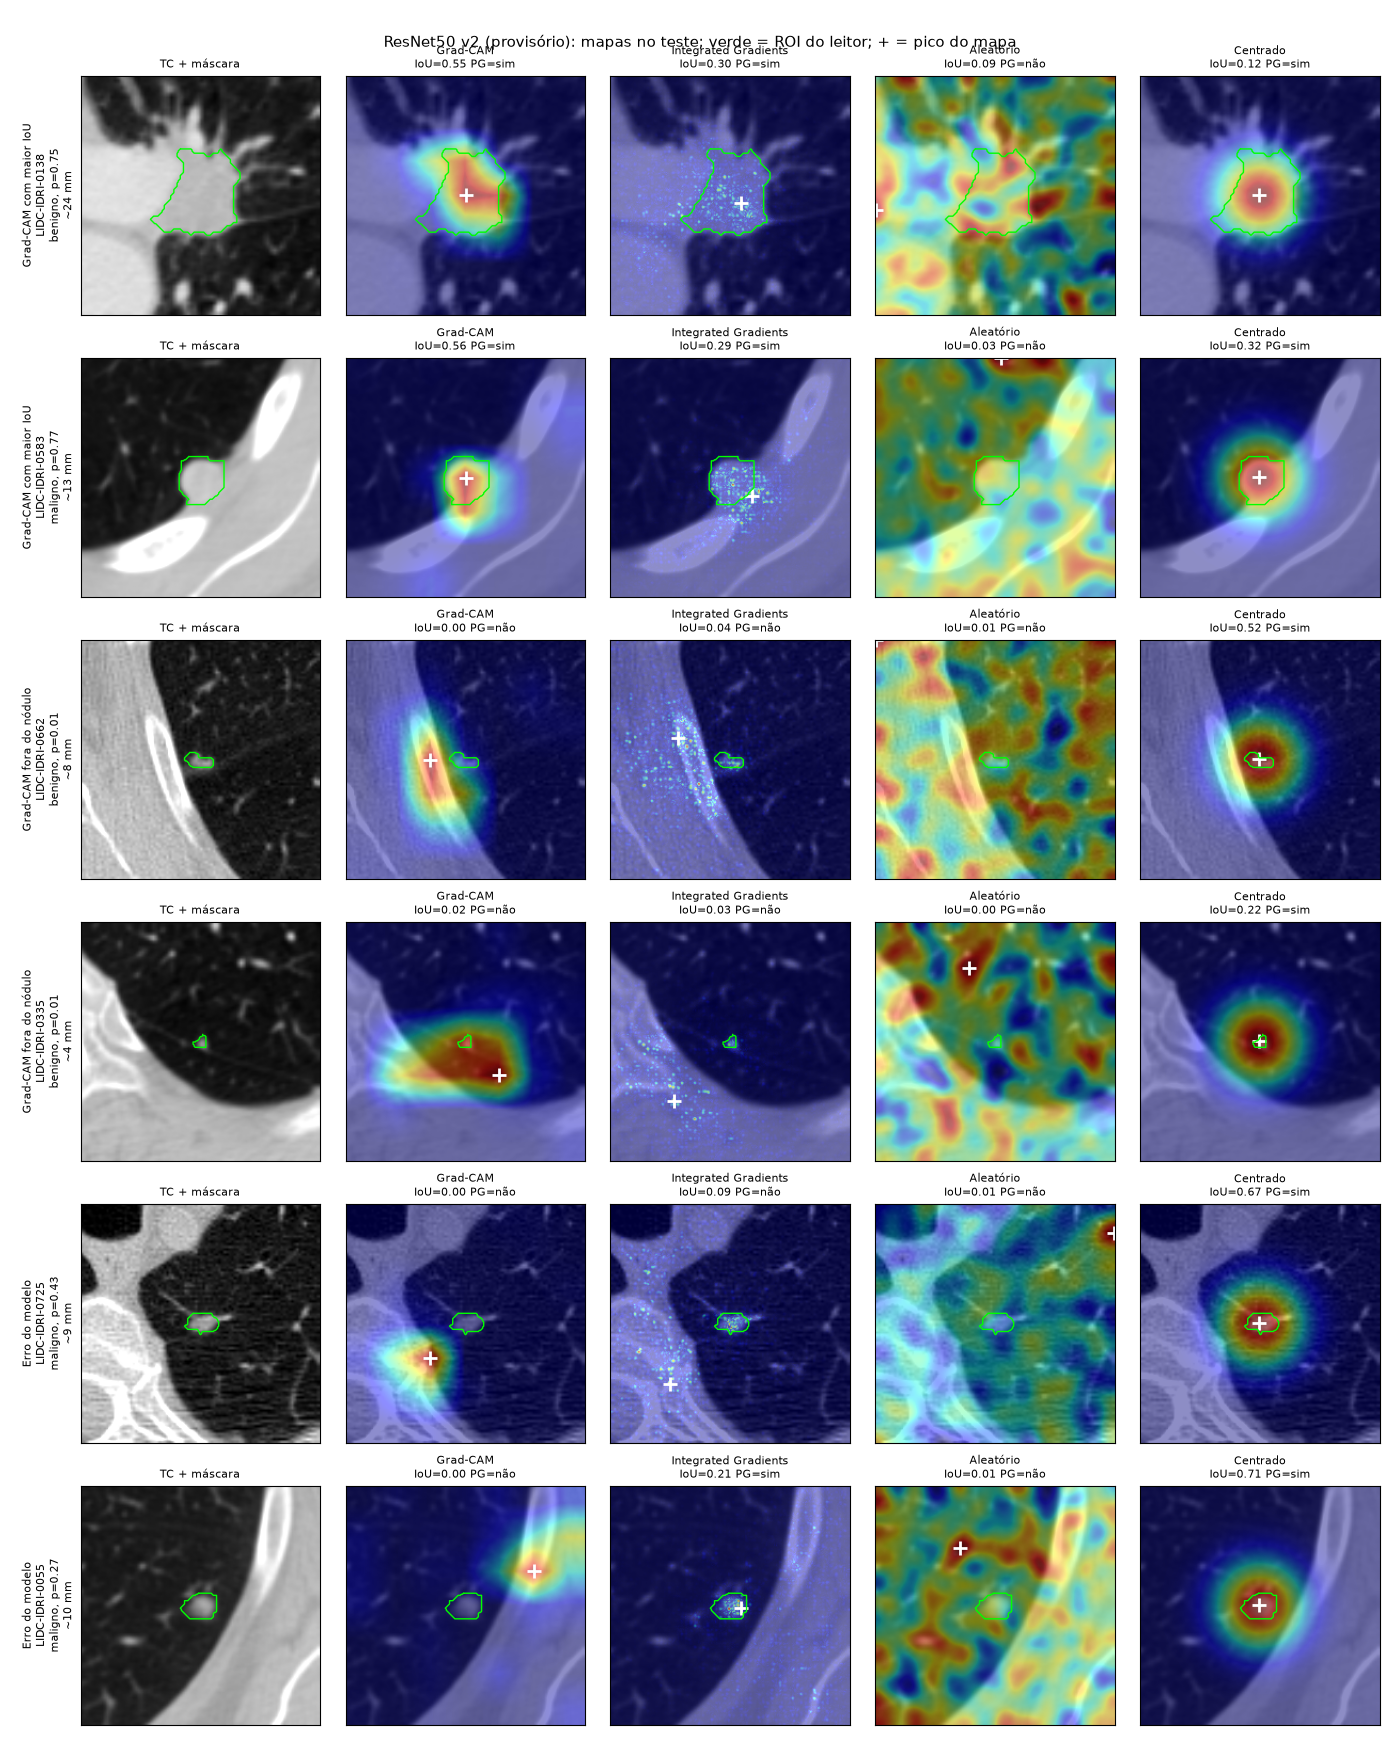 ResNet50 v2 (provisório): mapas no teste; verde = ROI do leitor; + = pico do mapa
Grad-CAM com maior IoU
LIDC-IDRI-0138
benigno, p=0.75
~24 mm
TC + máscara
Grad-CAM
IoU=0.55 PG=sim
Integrated Gradients
IoU=0.30 PG=sim
Aleatório
IoU=0.09 PG=não
Centrado
IoU=0.12 PG=sim
Grad-CAM com maior IoU
LIDC-IDRI-0583
maligno, p=0.77
~13 mm
TC + máscara
Grad-CAM
IoU=0.56 PG=sim
Integrated Gradients
IoU=0.29 PG=sim
Aleatório
IoU=0.03 PG=não
Centrado
IoU=0.32 PG=sim
Grad-CAM fora do nódulo
LIDC-IDRI-0662
benigno, p=0.01
~8 mm
TC + máscara
Grad-CAM
IoU=0.00 PG=não
Integrated Gradients
IoU=0.04 PG=não
Aleatório
IoU=0.01 PG=não
Centrado
IoU=0.52 PG=sim
Grad-CAM fora do nódulo
LIDC-IDRI-0335
benigno, p=0.01
~4 mm
TC + máscara
Grad-CAM
IoU=0.02 PG=não
Integrated Gradients
IoU=0.03 PG=não
Aleatório
IoU=0.00 PG=não
Centrado
IoU=0.22 PG=sim
Erro do modelo
LIDC-IDRI-0725
maligno, p=0.43
~9 mm
TC + máscara
Grad-CAM
IoU=0.00 PG=não
Integrated Gradients
IoU=0.09 PG=não
Aleatório
IoU=0.01 PG=não
Centrado
IoU=0.67 PG=sim
Erro do modelo
LIDC-IDRI-0055
maligno, p=0.27
~10 mm
TC + máscara
Grad-CAM
IoU=0.00 PG=não
Integrated Gradients
IoU=0.21 PG=sim
Aleatório
IoU=0.01 PG=não
Centrado
IoU=0.71 PG=sim